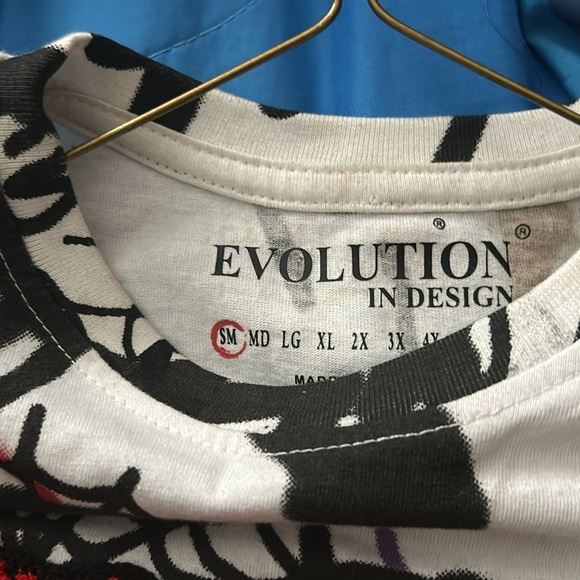 EVOLUTION® ®
IN DESIGN
SM MD LG XL 2X 3X 4X